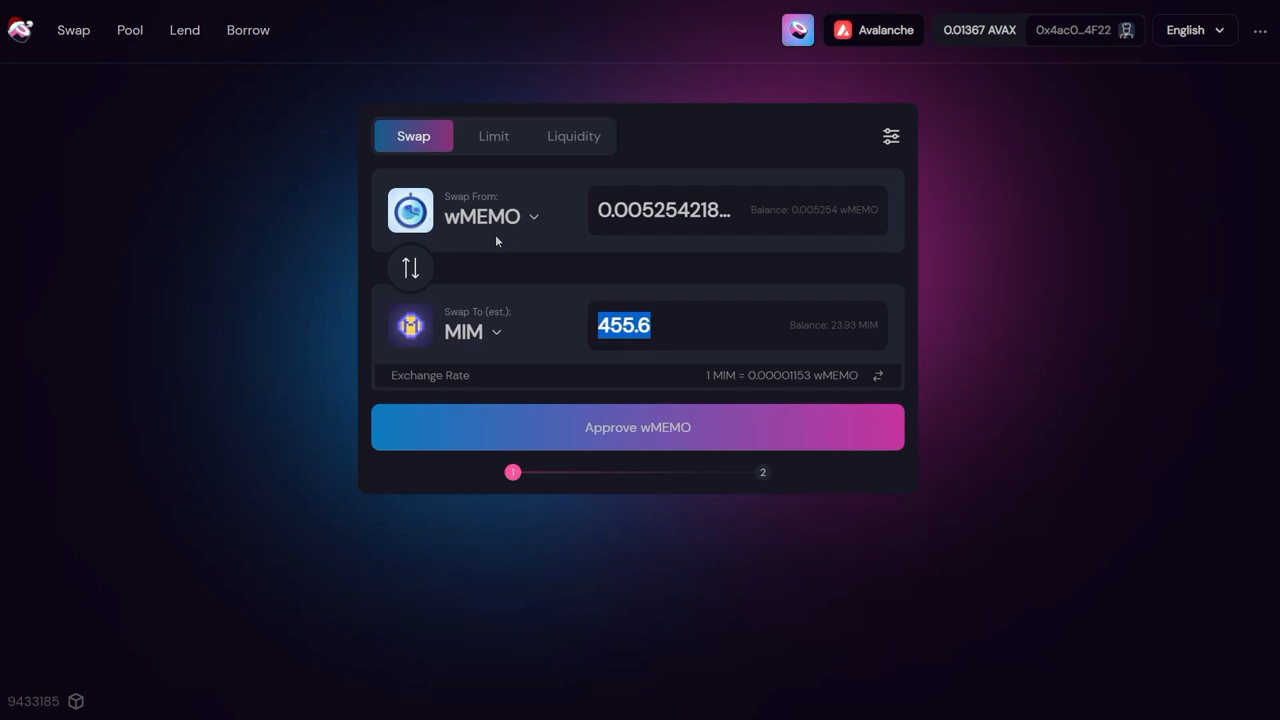 Swap Pool Lend Borrow Avalanche 0.01367 AVAX 0x4ac0...4F22 English ...
Swap Limit Liquidity
Swap From:
wMEMO 0.005254218... Balance: 0.005254 wMEMO
Swap To (est.):
MIM 455.6 Balance: 23.93 MIM
Exchange Rate 1 MIM = 0.00001153 wMEMO
Approve wMEMO
1 2
9433185